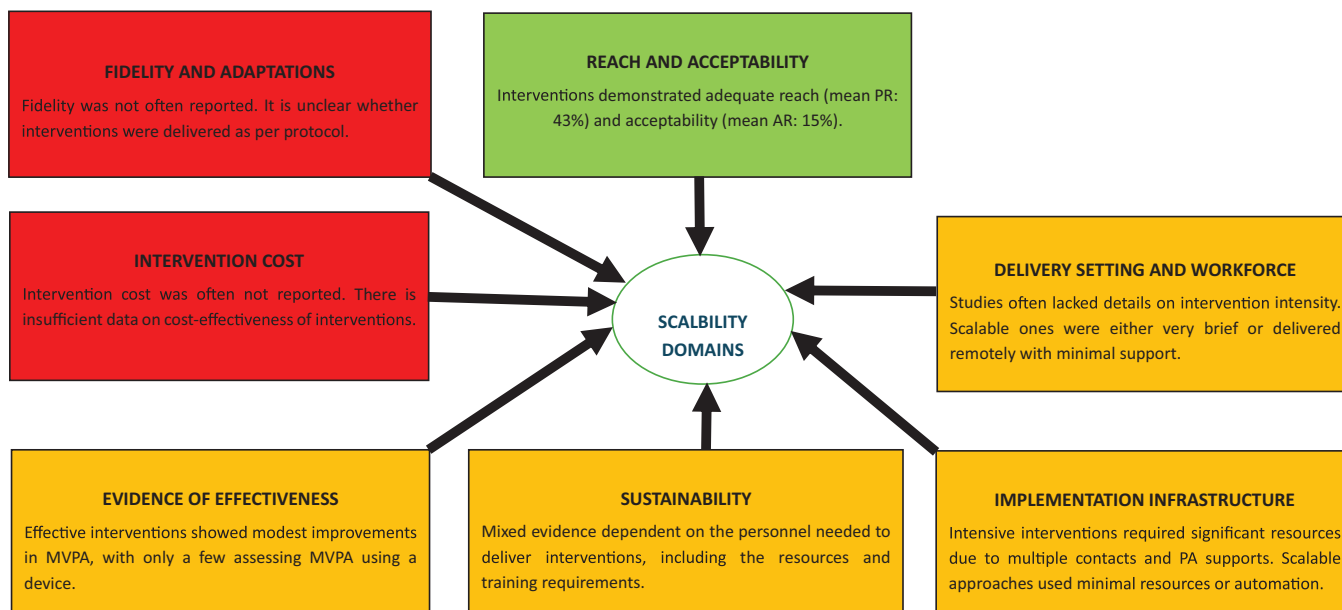 FIDELITY AND ADAPTATIONS
Fidelity was not often reported. It is unclear whether
interventions were delivered as per protocol.
REACH AND ACCEPTABILITY
Interventions demonstrated adequate reach (mean PR:
43%) and acceptability (mean AR: 15%).
INTERVENTION COST
Intervention cost was often not reported. There is
insufficient data on cost-effectiveness of interventions.
SCALBILITY
DOMAINS
DELIVERY SETTING AND WORKFORCE
Studies often lacked details on intervention intensity.
Scalable ones were either very brief or delivered
remotely with minimal support.
EVIDENCE OF EFFECTIVENESS
Effective interventions showed modest improvements
in MVPA, with only a few assessing MVPA using a
device.
SUSTAINABILITY
Mixed evidence dependent on the personnel needed to
deliver interventions, including the resources and
training requirements.
IMPLEMENTATION INFRASTRUCTURE
Intensive interventions required significant resources
due to multiple contacts and PA supports. Scalable
approaches used minimal resources or automation.